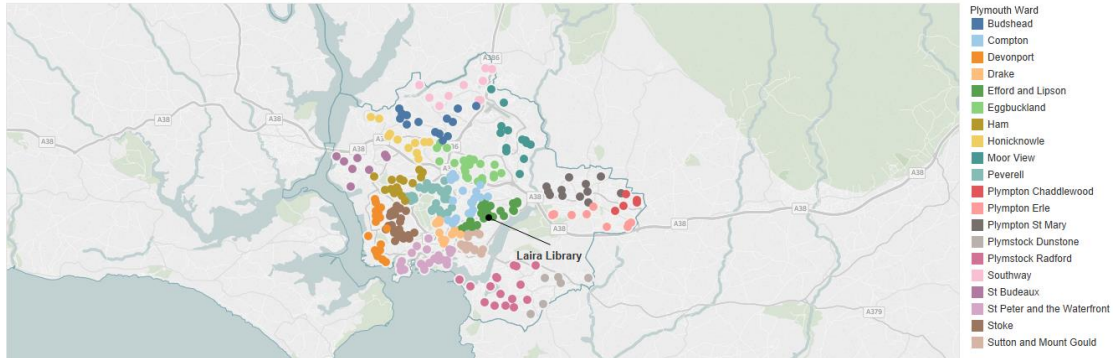 A386
A38
A38
A38
A38
A38
A38
A38
A379
Laira Library
Plymouth Ward
Budshead
Compton
Devonport
Drake
Efford and Lipson
Eggbuckland
Ham
Honicknowle
Moor View
Peverell
Plympton Chaddlewood
Plympton Erle
Plympton St Mary
Plymstock Dunstone
Plymstock Radford
Southway
St Budeaux
St Peter and the Waterfront
Stoke
Sutton and Mount Gould